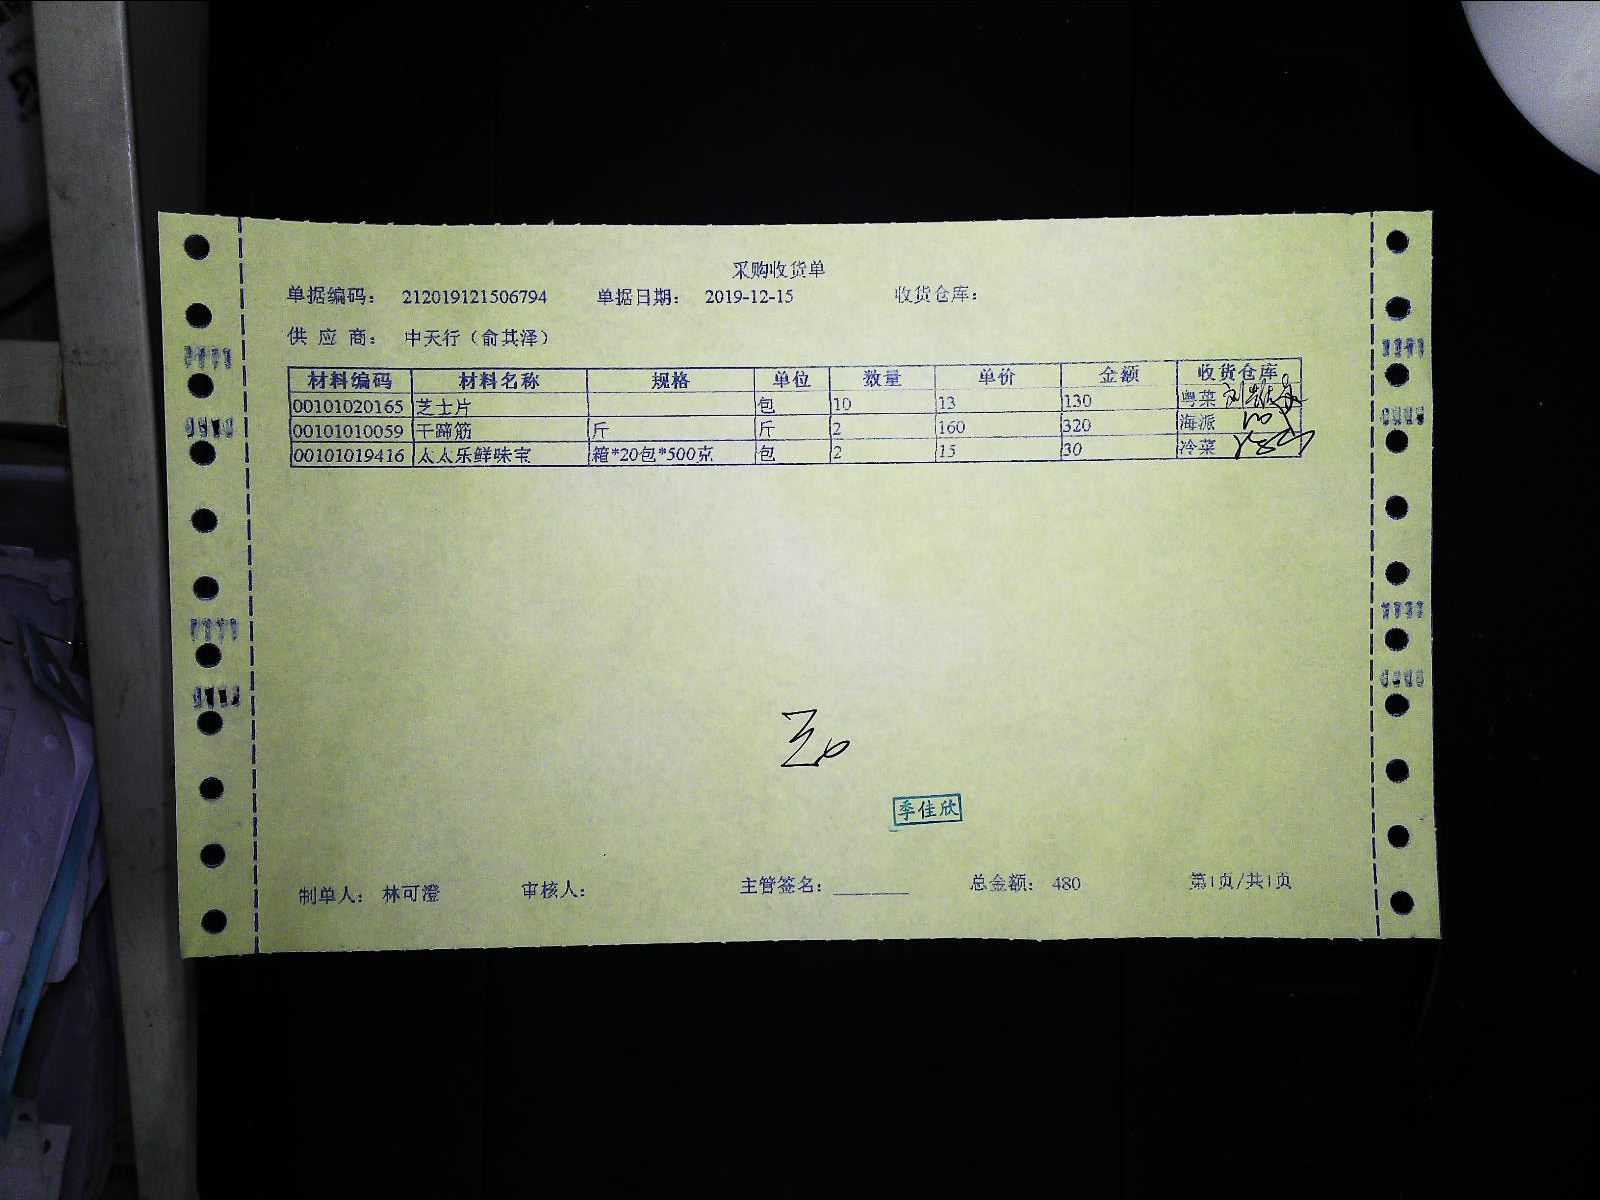 采购收货单
单据编码： 212019121506794 单据日期： 2019-12-15 收货仓库：
供 应 商： 中天行（俞其泽）
材料编码 材料名称 规格 单位 数量 单价 金额 收货仓库
00101020165 芝士片 包 10 13 130 粤菜
00101010059 干蹄筋 斤 斤 2 160 320 海派
00101019416 太太乐鲜味宝 箱*20包*500克 包 2 15 30 冷菜
季佳欣
制单人： 林可澄 审核人： 主管签名： 总金额： 480 第1页/共1页